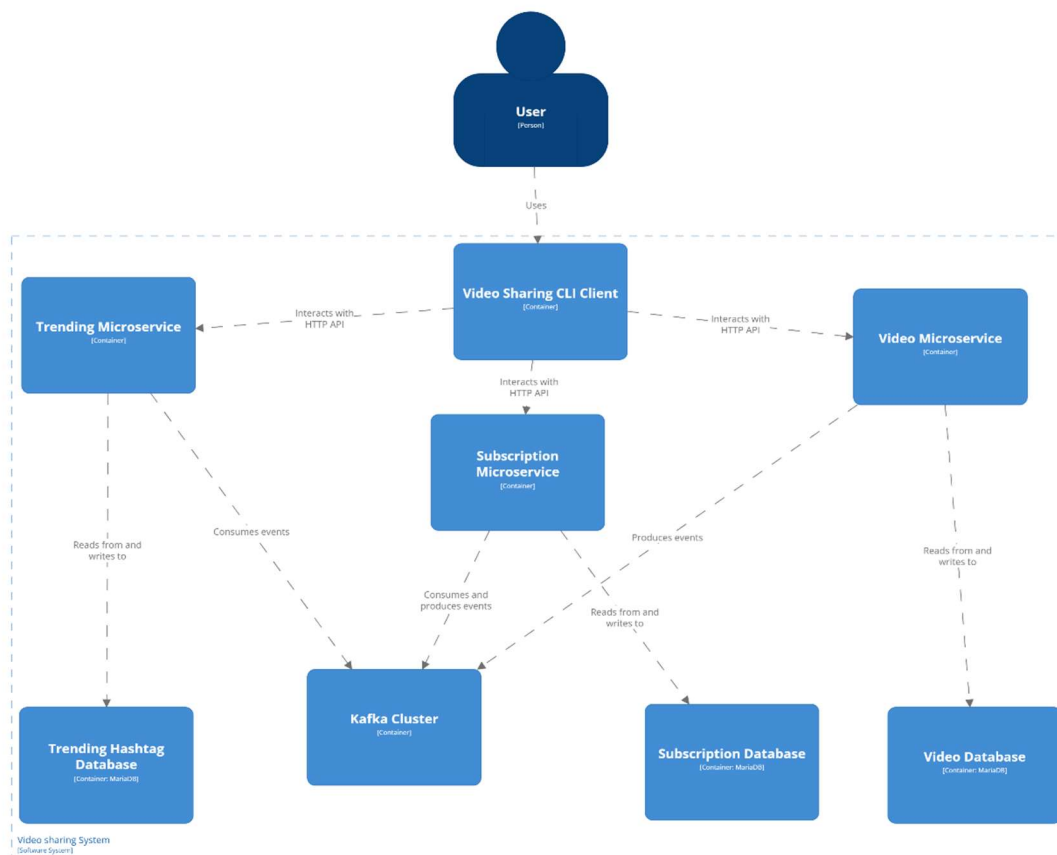 User
[Person]
Uses
Video Sharing CLI Client
[Container]
Trending Microservice
[Container]
Interacts with
HTTP API
Interacts with
HTTP API
Video Microservice
[Container]
Interacts with
HTTP API
Subscription
Microservice
[Container]
Consumes events
Produces events
Reads from and
writes to
Reads from and
writes to
Consumes and
produces events
Reads from and
writes to
Kafka Cluster
[Container]
Trending Hashtag
Database
[Container: MariaDB]
Subscription Database
[Container: MariaDB]
Video Database
[Container: MariaDB]
Video sharing System
[Software System]